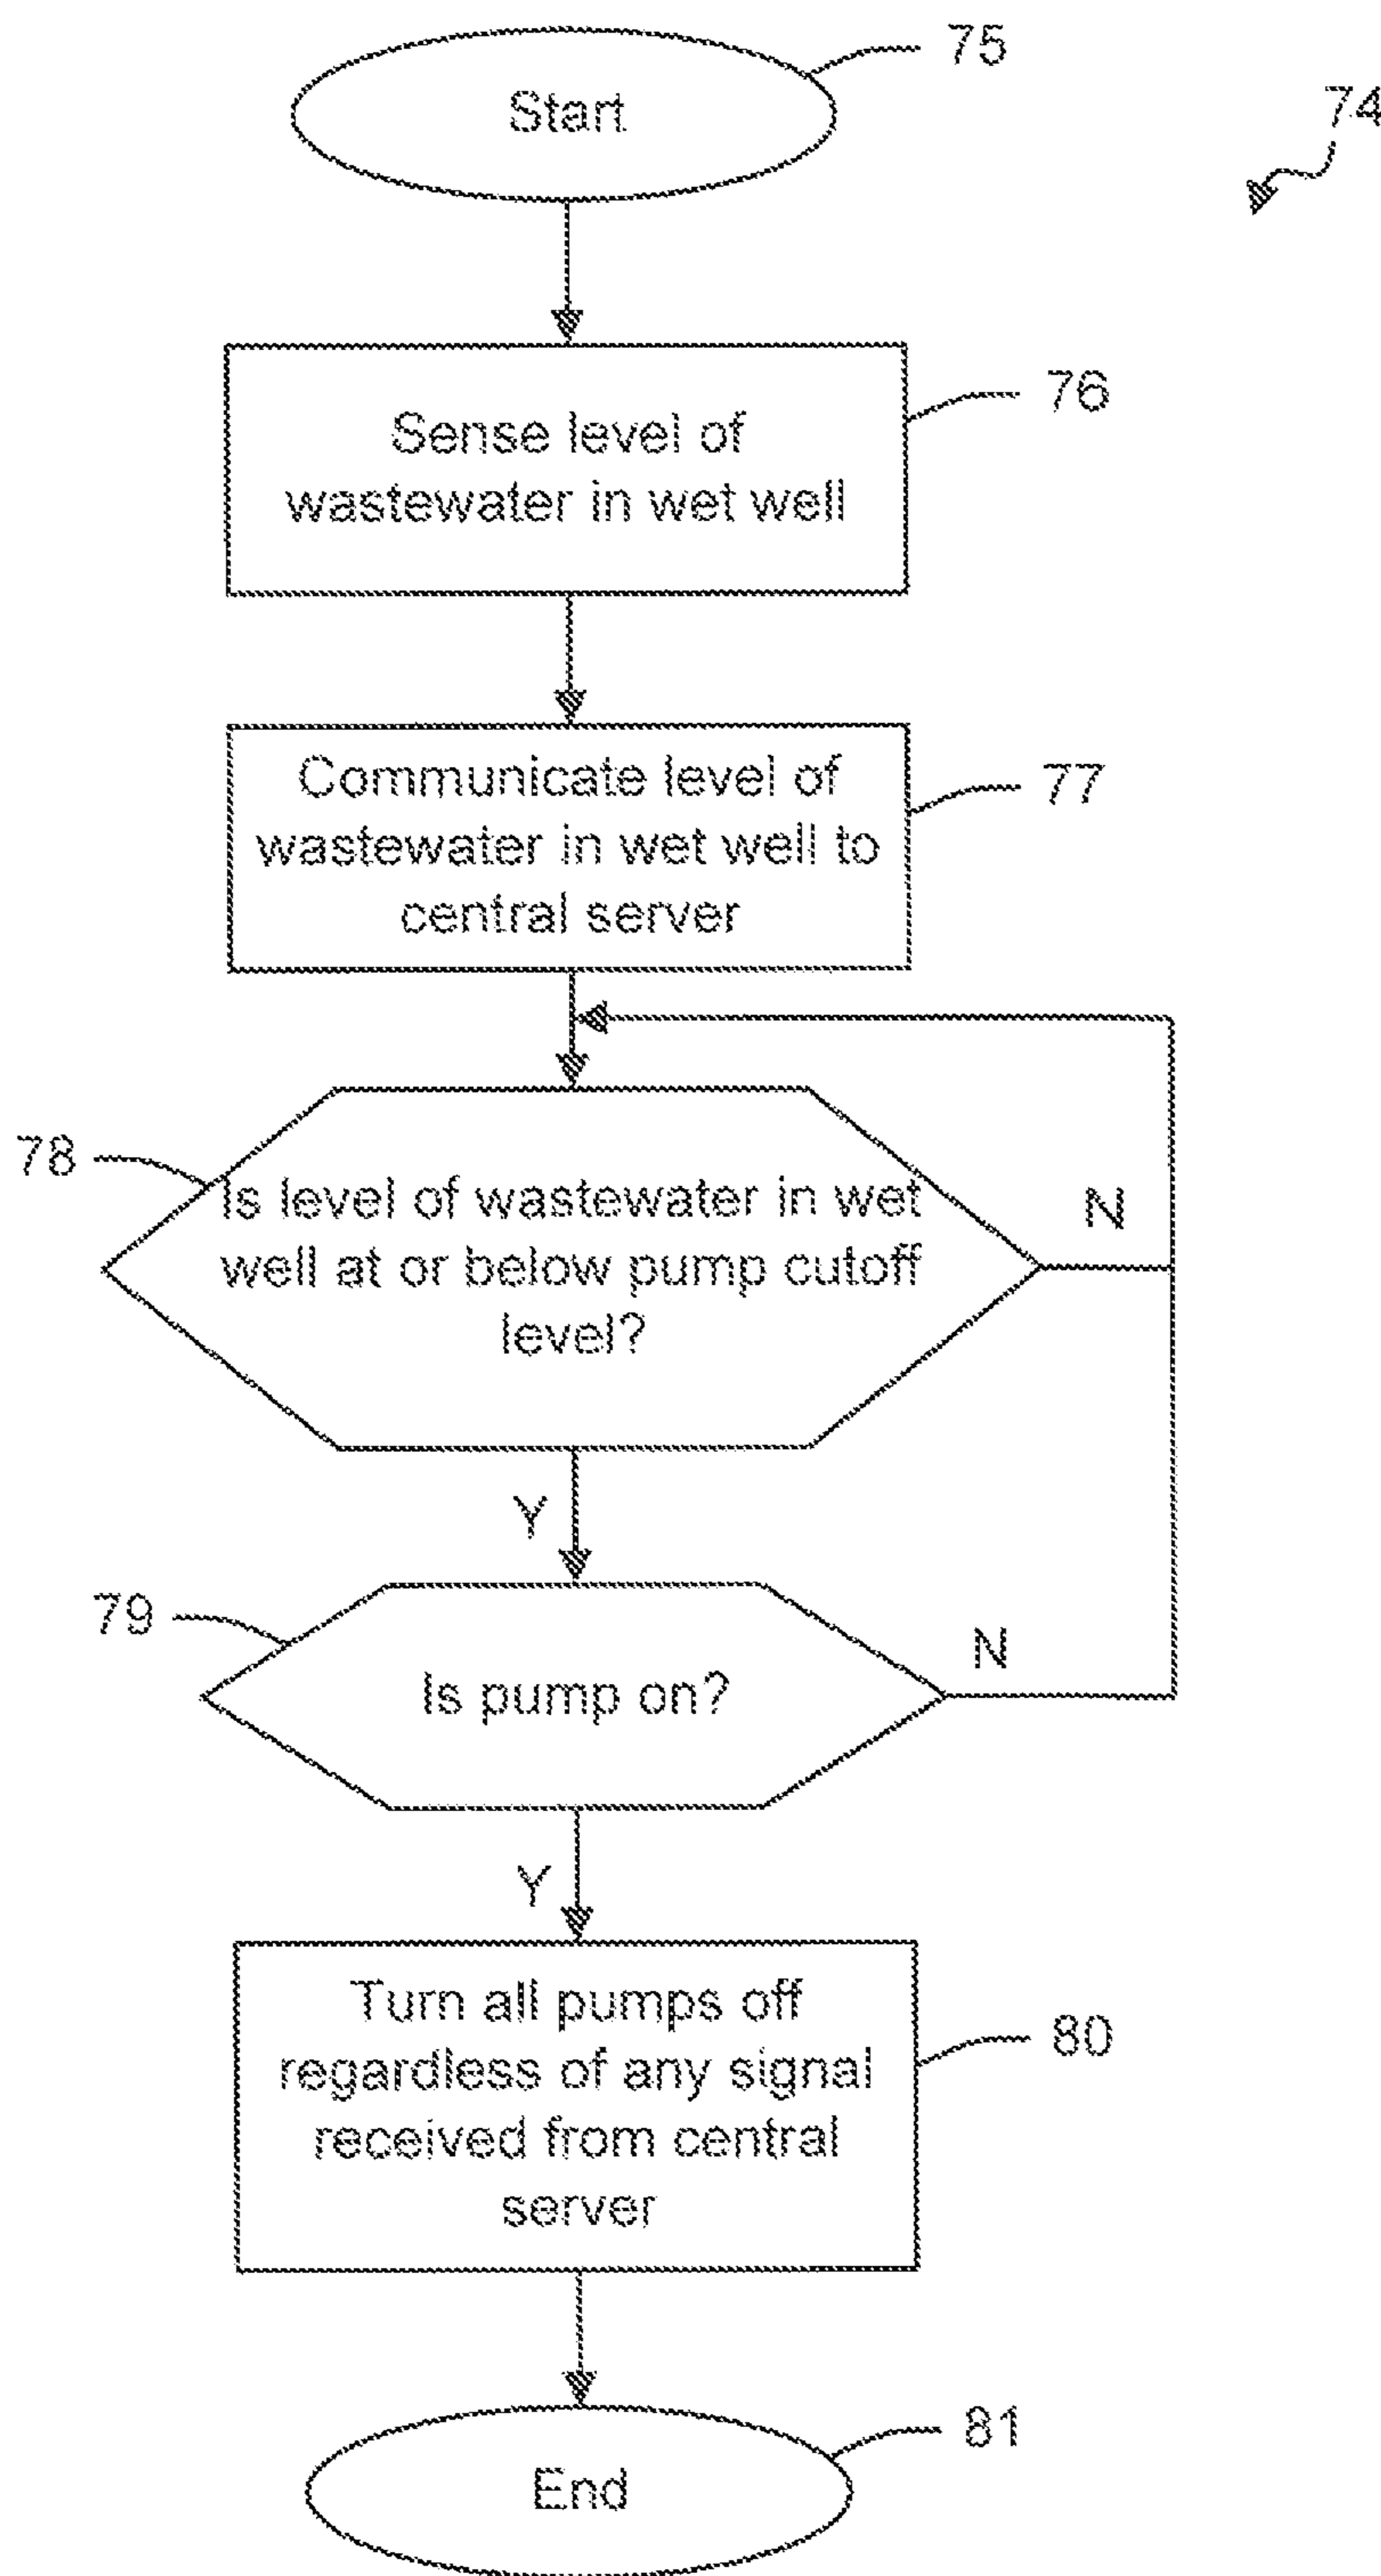 75
Start
74
76
Sense level of
wastewater in wet well
Communicate level of
77
wastewater in wet well to
central server
78
Is level of wastewater in wet
N
well at or below pump cutoff
level?
Y
79
N
Is pump on?
Y
Turn all pumps off
80
regardless of any signal
received from central
server
81
End